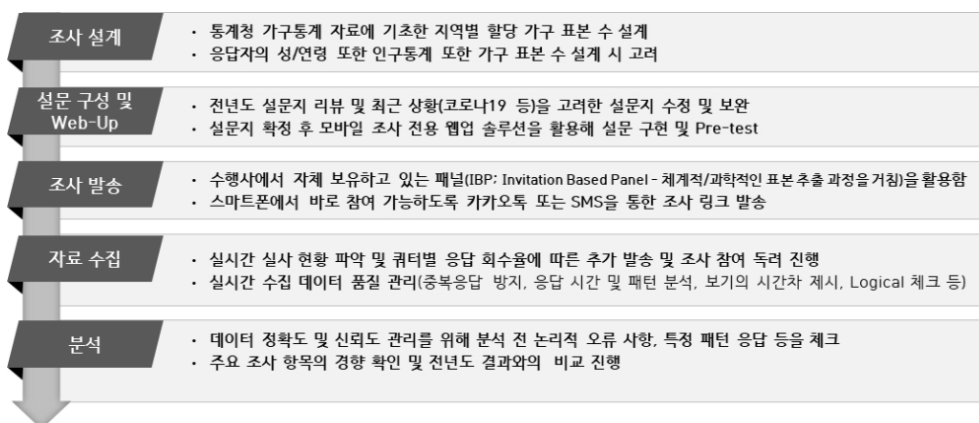 조사 설계
• 통계청 가구통계 자료에 기초한 지역별 할당 가구 표본 수 설계
• 응답자의 성/연령 또한 인구통계 또한 가구 표본 수 설계 시 고려
설문 구성 및
Web-Up
• 전년도 설문지 리뷰 및 최근 상황(코로나19 등)을 고려한 설문지 수정 및 보완
• 설문지 확정 후 모바일 조사 전용 웹업 솔루션을 활용해 설문 구현 및 Pre-test
조사 발송
• 수행사에서 자체 보유하고 있는 패널(IBP; Invitation Based Panel - 체계적/과학적인 표본 추출 과정을 거침)을 활용함
• 스마트폰에서 바로 참여 가능하도록 카카오톡 또는 SMS을 통한 조사 링크 발송
자료 수집
• 실시간 실사 현황 파악 및 쿼터별 응답 회수율에 따른 추가 발송 및 조사 참여 독려 진행
• 실시간 수집 데이터 품질 관리(중복응답 방지, 응답 시간 및 패턴 분석, 보기의 시간차 제시, Logical 체크 등)
분석
• 데이터 정확도 및 신뢰도 관리를 위해 분석 전 논리적 오류 사항, 특정 패턴 응답 등을 체크
• 주요 조사 항목의 경향 확인 및 전년도 결과와의 비교 진행